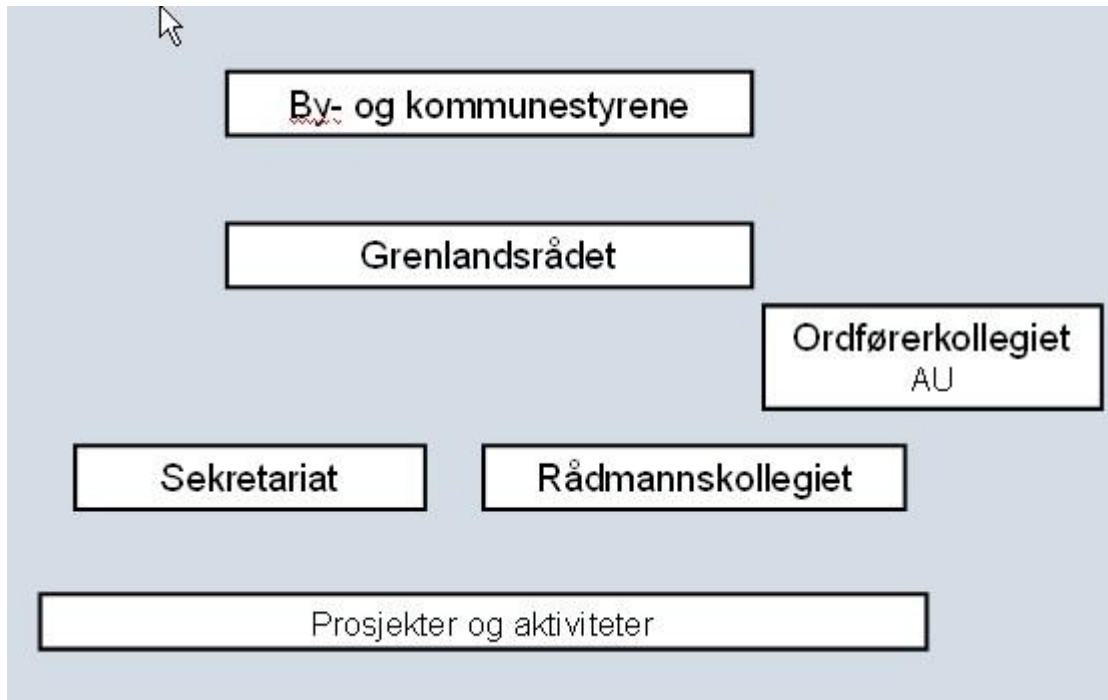 By- og kommunestyrene
Grenlandsrådet
Ordførerkollegiet
AU
Sekretariat
Rådmannskollegiet
Prosjekter og aktiviteter